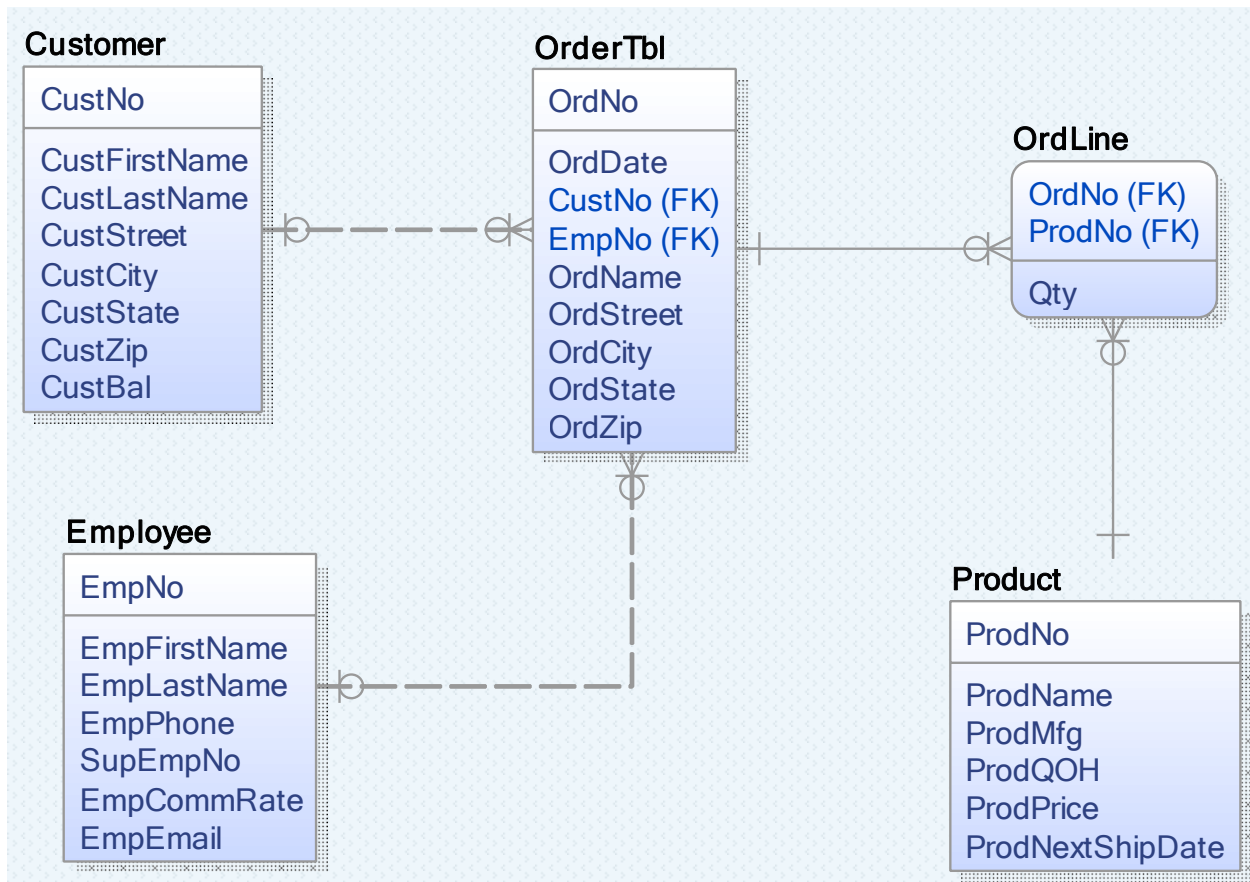 Customer
CustNo
CustFirstName
CustLastName
CustStreet
CustCity
CustState
CustZip
CustBal
OrderTbl
OrdNo
OrdDate
CustNo (FK)
EmpNo (FK)
OrdName
OrdStreet
OrdCity
OrdState
OrdZip
OrdLine
OrdNo (FK)
ProdNo (FK)
Qty
Employee
EmpNo
EmpFirstName
EmpLastName
EmpPhone
SupEmpNo
EmpCommRate
EmpEmail
Product
ProdNo
ProdName
ProdMfg
ProdQOH
ProdPrice
ProdNextShipDate